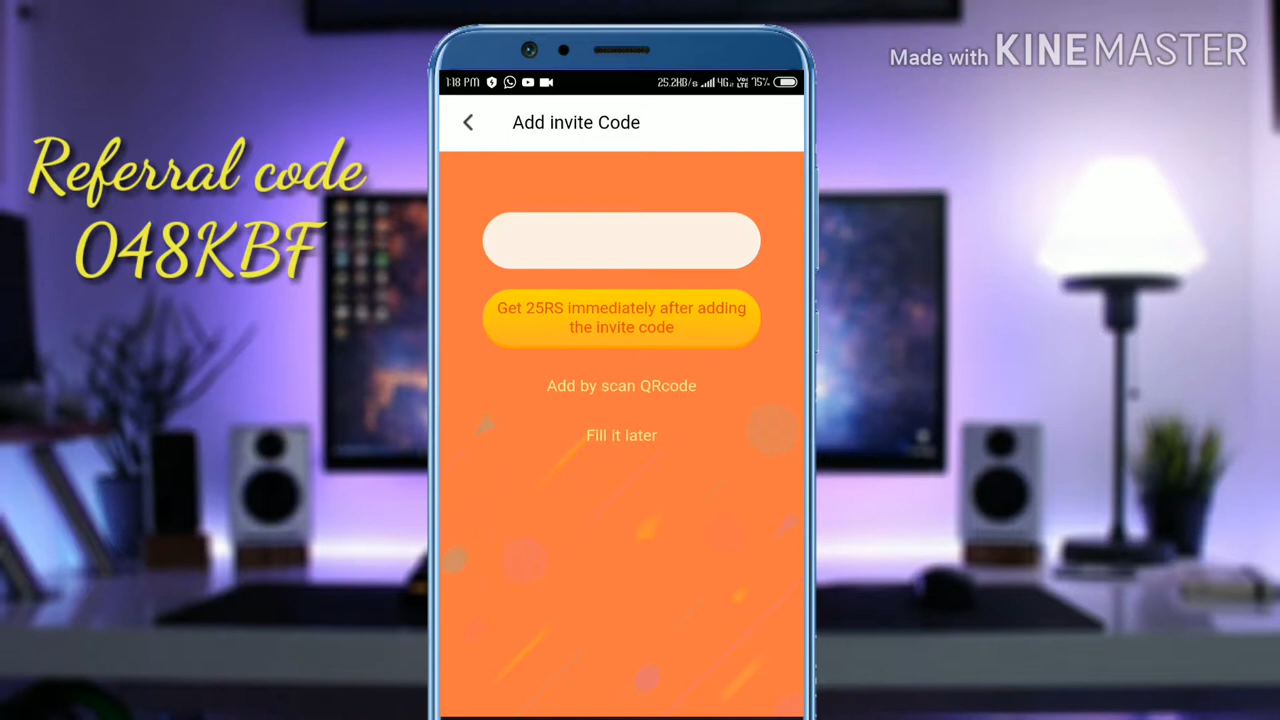 Made with KINEMASTER
1:18 PM 25.2KB/s 4G VoLTE 75%
Add invite Code
Referral code
048KBF
Get 25RS immediately after adding
the invite code
Add by scan QRcode
Fill it later